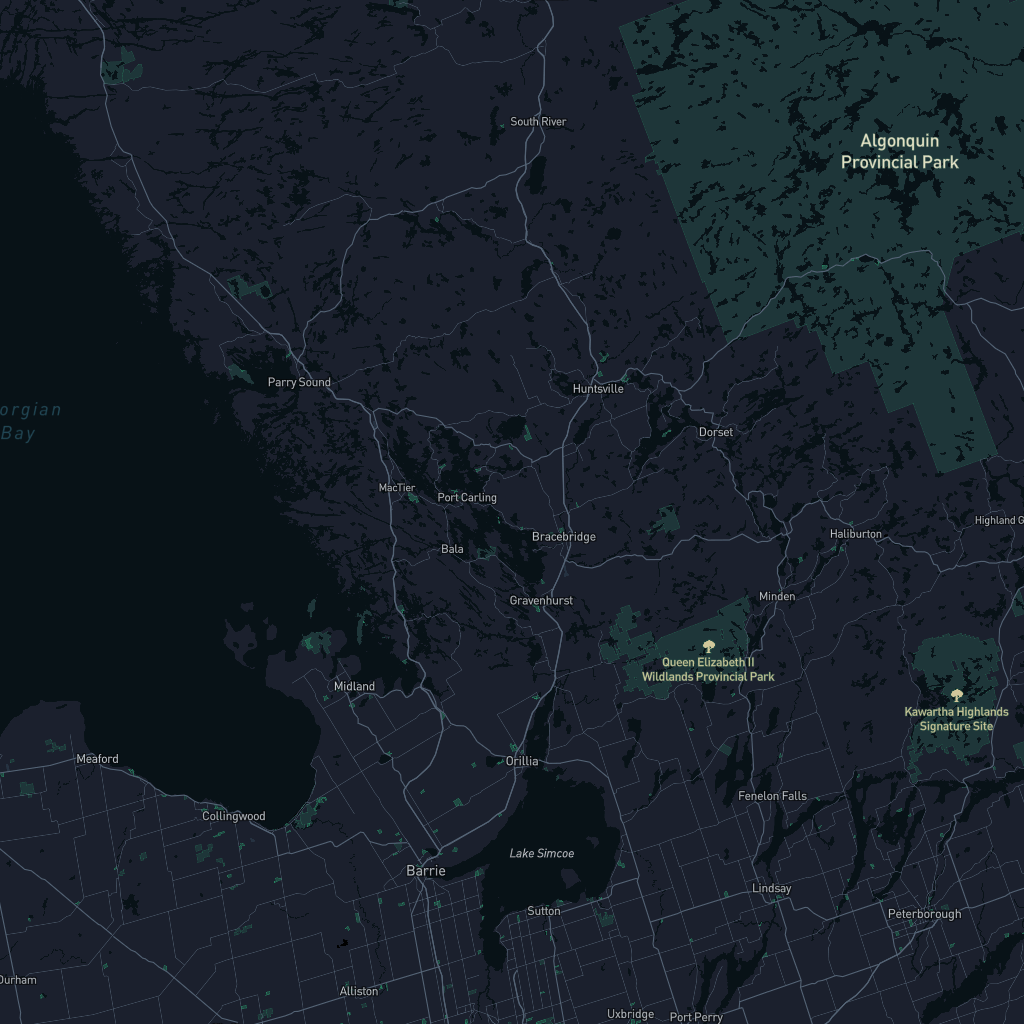 South River
Algonquin
Provincial Park
Parry Sound
Huntsville
orgian
Bay
Dorset
MacTier
Port Carling
Highland G
Haliburton
Bracebridge
Bala
Minden
Gravenhurst
Queen Elizabeth II
Wildlands Provincial Park
Midland
Kawartha Highlands
Signature Site
Meaford
Orillia
Fenelon Falls
Collingwood
Lake Simcoe
Barrie
Lindsay
Sutton
Peterborough
Durham
Alliston
Uxbridge
Port Perry